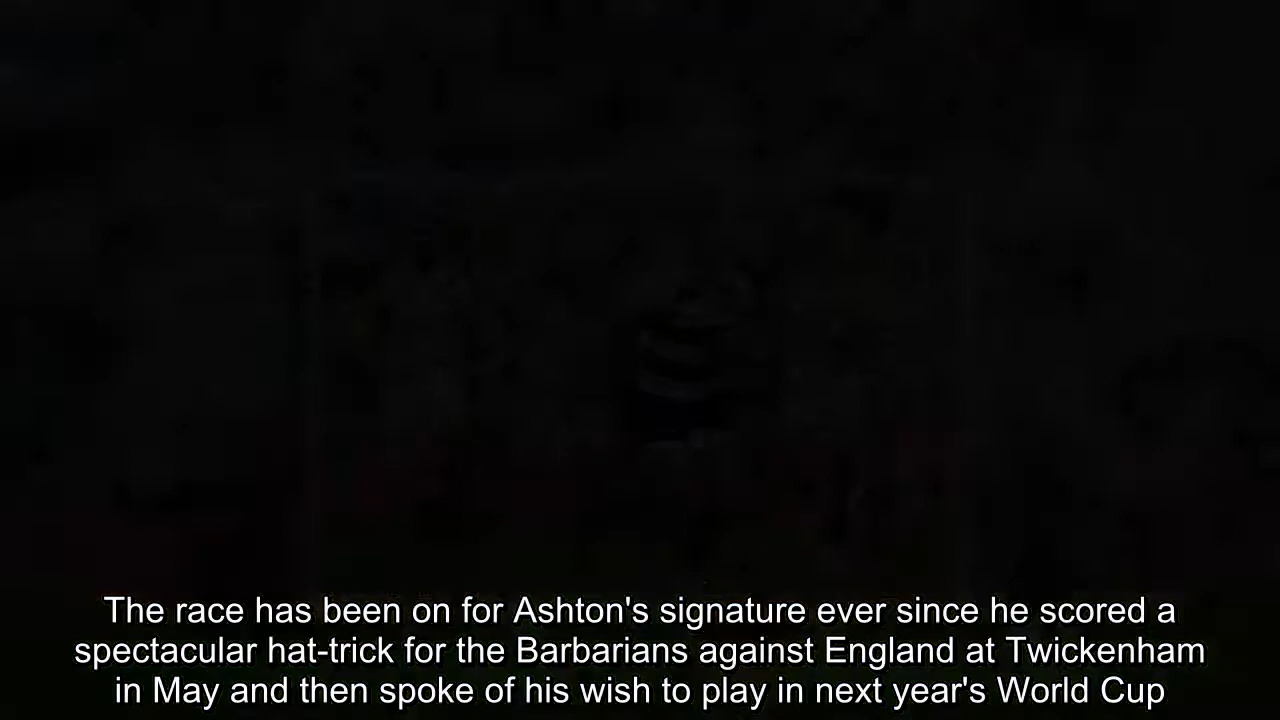 The race has been on for Ashton's signature ever since he scored a
spectacular hat-trick for the Barbarians against England at Twickenham
in May and then spoke of his wish to play in next year's World Cup